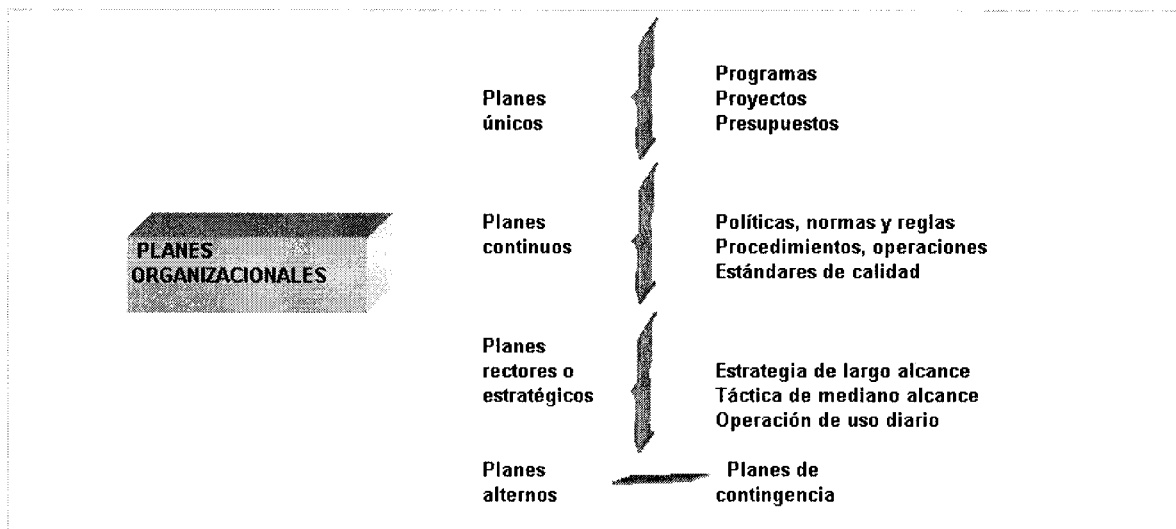 PLANES
ORGANIZACIONALES
Planes
únicos
Programas
Proyectos
Presupuestos
Planes
continuos
Políticas, normas y reglas
Procedimientos, operaciones
Estándares de calidad
Planes
rectores o
estratégicos
Estrategia de largo alcance
Táctica de mediano alcance
Operación de uso diario
Planes
alternos
Planes de
contingencia